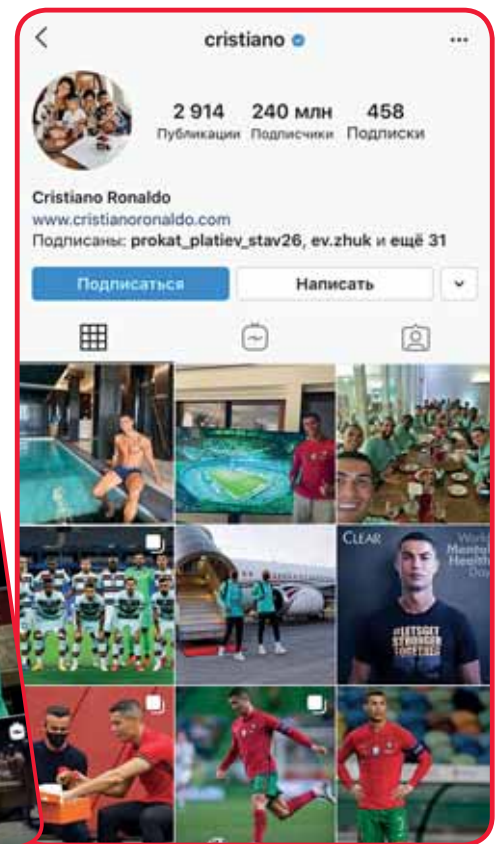 cristiano
2 914 240 млн 458
Публикации Подписчики Подписки
Cristiano Ronaldo
www.cristianoronaldo.com
Подписаны: prokat_platiev_stav26, ev.zhuk и ещё 31
Подписаться Написать
CLEAR World
Mental
Health
Day
#LETSGET
STRONGER
TOGETHER